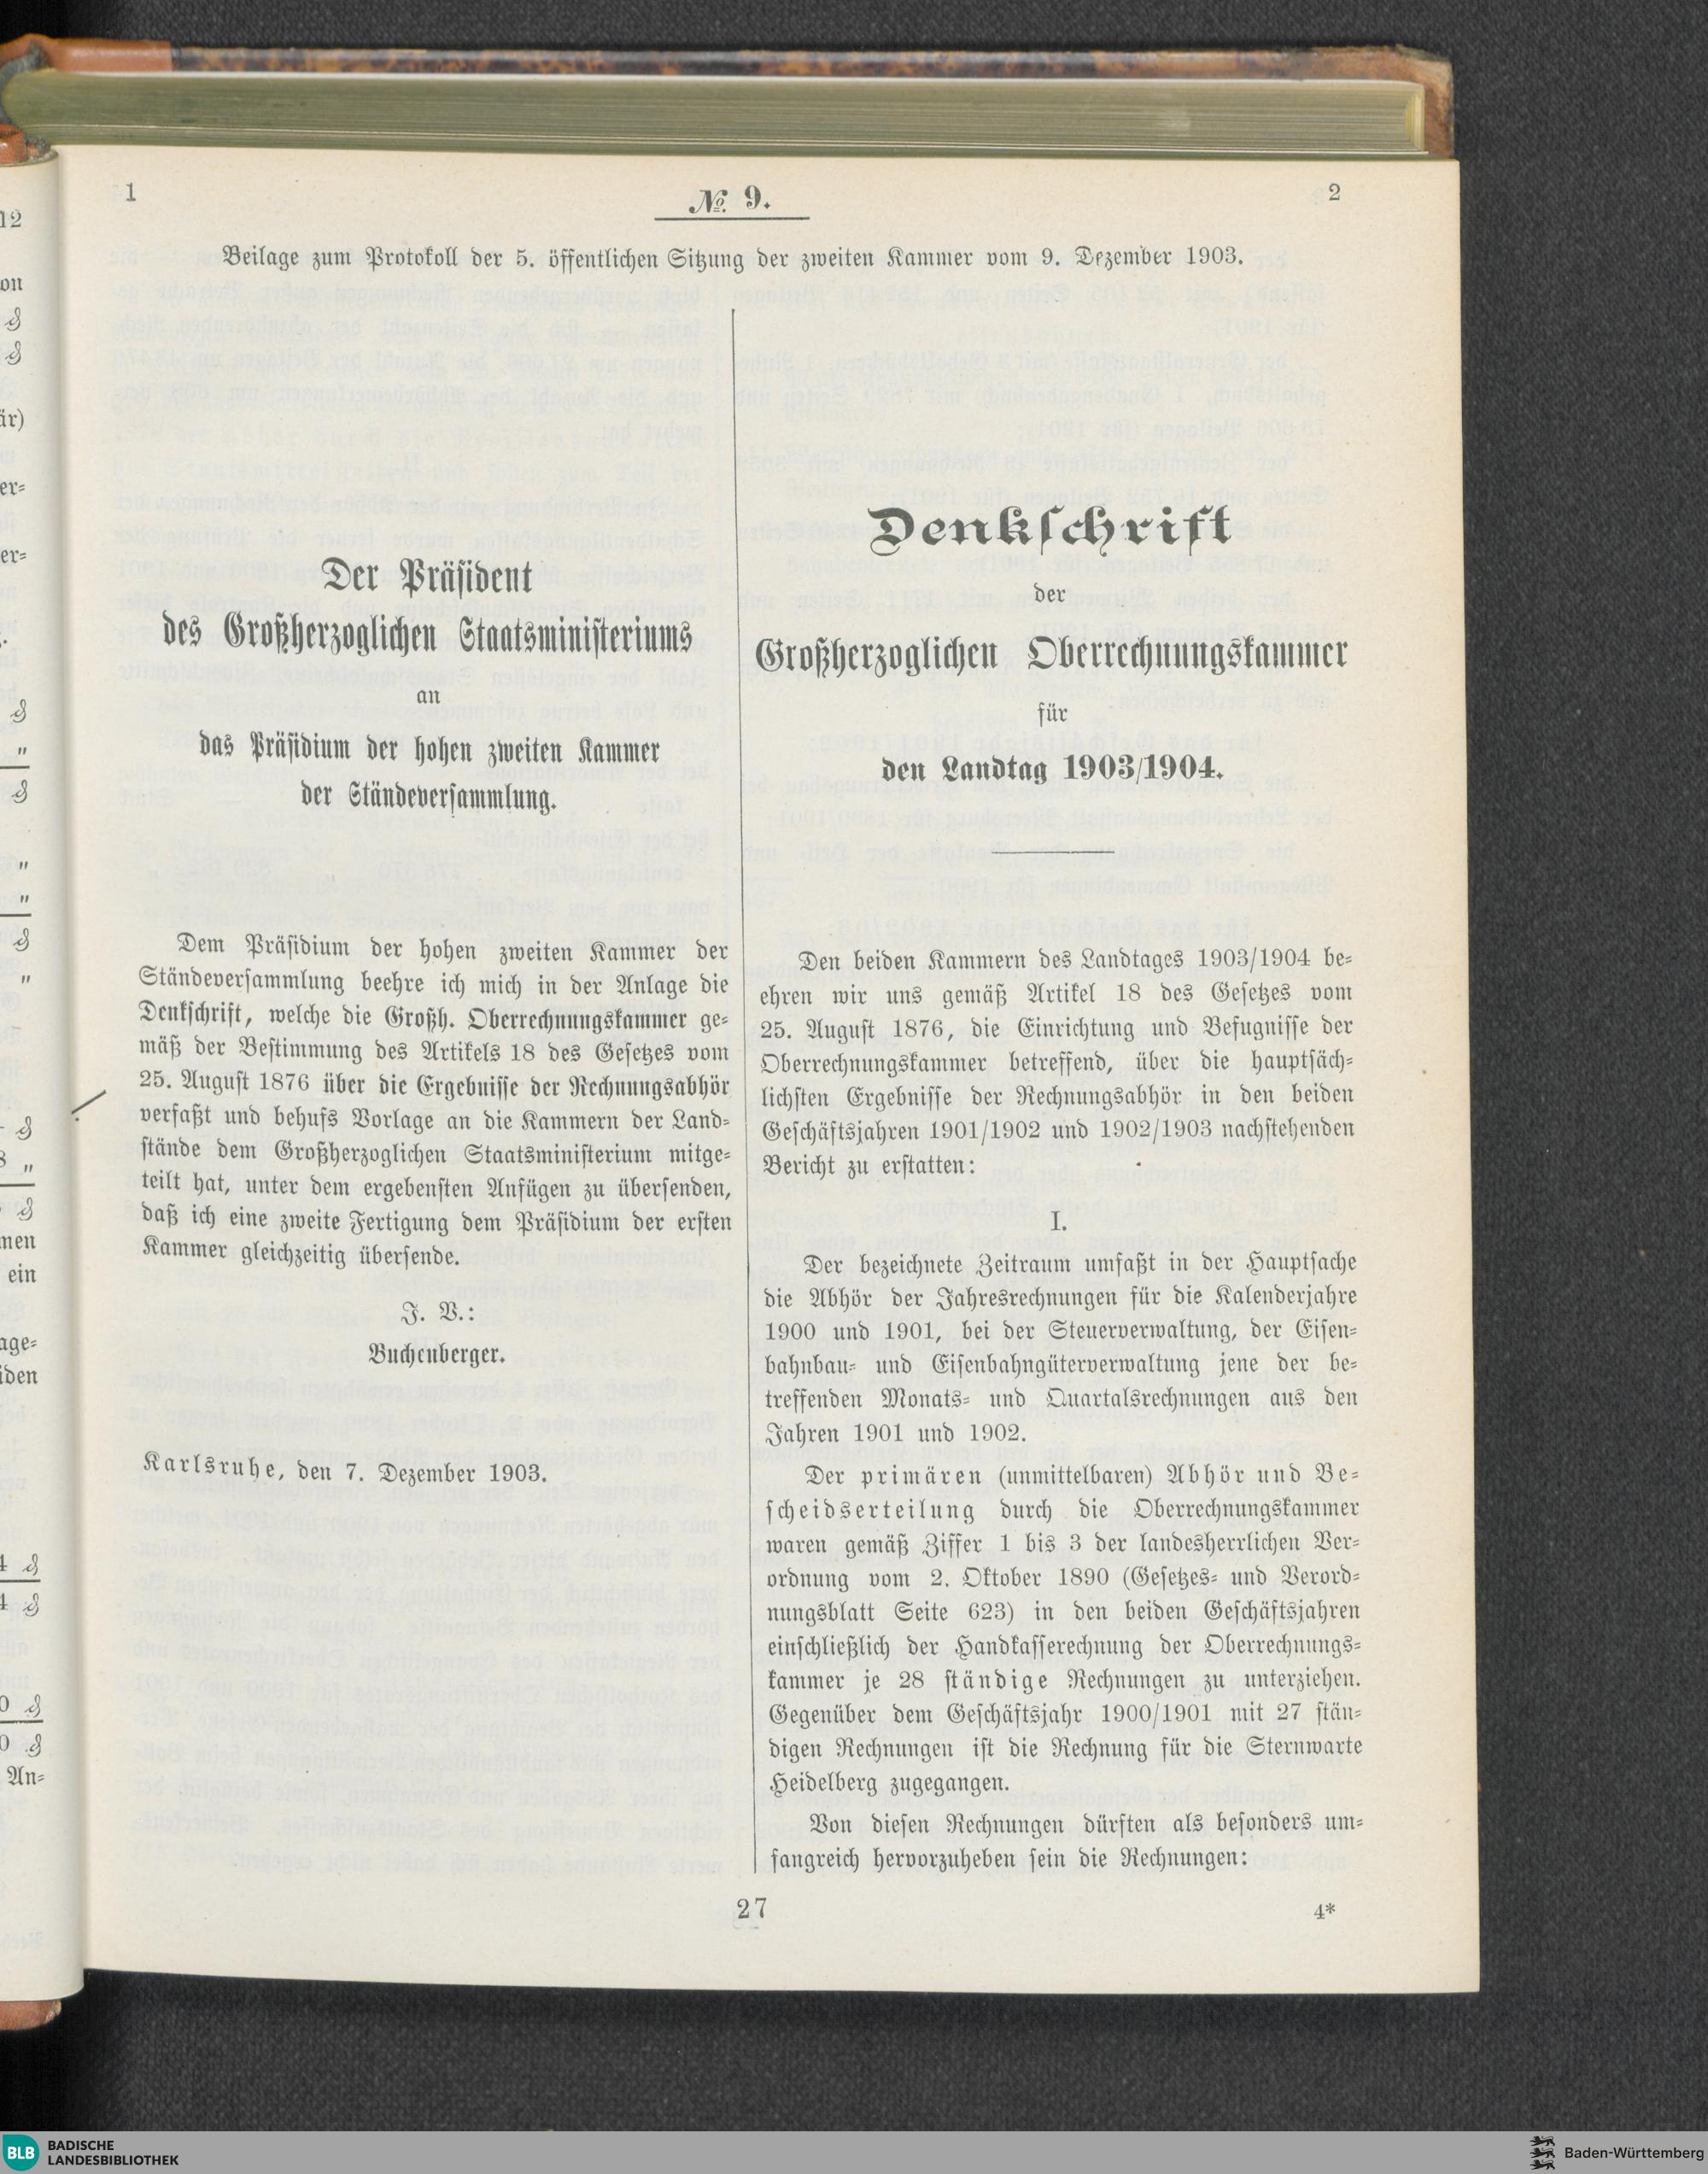 1
№ 9.
2
Beilage zum Protokoll der 5. öffentlichen Sitzung der zweiten Kammer vom 9. Dezember 1903.
Der Präsident
des Großherzoglichen Staatsministeriums
an
das Präsidium der hohen zweiten Kammer
der Ständeversammlung.
Dem Präsidium der hohen zweiten Kammer der
Ständeversammlung beehre ich mich in der Anlage die
Denkschrift, welche die Großh. Oberrechnungskammer ge-
mäß der Bestimmung des Artikels 18 des Gesetzes vom
25. August 1876 über die Ergebnisse der Rechnungsabhör
verfaßt und behufs Vorlage an die Kammern der Land-
stände dem Großherzoglichen Staatsministerium mitge-
teilt hat, unter dem ergebensten Anfügen zu übersenden,
daß ich eine zweite Fertigung dem Präsidium der ersten
Kammer gleichzeitig übersende.
J. V.:
Buchenberger.
Karlsruhe, den 7. Dezember 1903.
Denkschrift
der
Großherzoglichen Oberrechnungskammer
für
den Landtag 1903/1904.
Den beiden Kammern des Landtages 1903/1904 be-
ehren wir uns gemäß Artikel 18 des Gesetzes vom
25. August 1876, die Einrichtung und Befugnisse der
Oberrechnungskammer betreffend, über die hauptsäch-
lichsten Ergebnisse der Rechnungsabhör in den beiden
Geschäftsjahren 1901/1902 und 1902/1903 nachstehenden
Bericht zu erstatten:
I.
Der bezeichnete Zeitraum umfaßt in der Hauptsache
die Abhör der Jahresrechnungen für die Kalenderjahre
1900 und 1901, bei der Steuerverwaltung, der Eisen-
bahnbau- und Eisenbahngüterverwaltung jene der be-
treffenden Monats- und Quartalsrechnungen aus den
Jahren 1901 und 1902.
Der primären (unmittelbaren) Abhör und Be-
scheidserteilung durch die Oberrechnungskammer
waren gemäß Ziffer 1 bis 3 der landesherrlichen Ver-
ordnung vom 2. Oktober 1890 (Gesetzes- und Verord-
nungsblatt Seite 623) in den beiden Geschäftsjahren
einschließlich der Handkasserechnung der Oberrechnungs-
kammer je 28 ständige Rechnungen zu unterziehen.
Gegenüber dem Geschäftsjahr 1900/1901 mit 27 stän-
digen Rechnungen ist die Rechnung für die Sternwarte
Heidelberg zugegangen.
Von diesen Rechnungen dürften als besonders um-
fangreich hervorzuheben sein die Rechnungen:
27
4*
BLB BADISCHE
LANDESBIBLIOTHEK
Baden-Württemberg